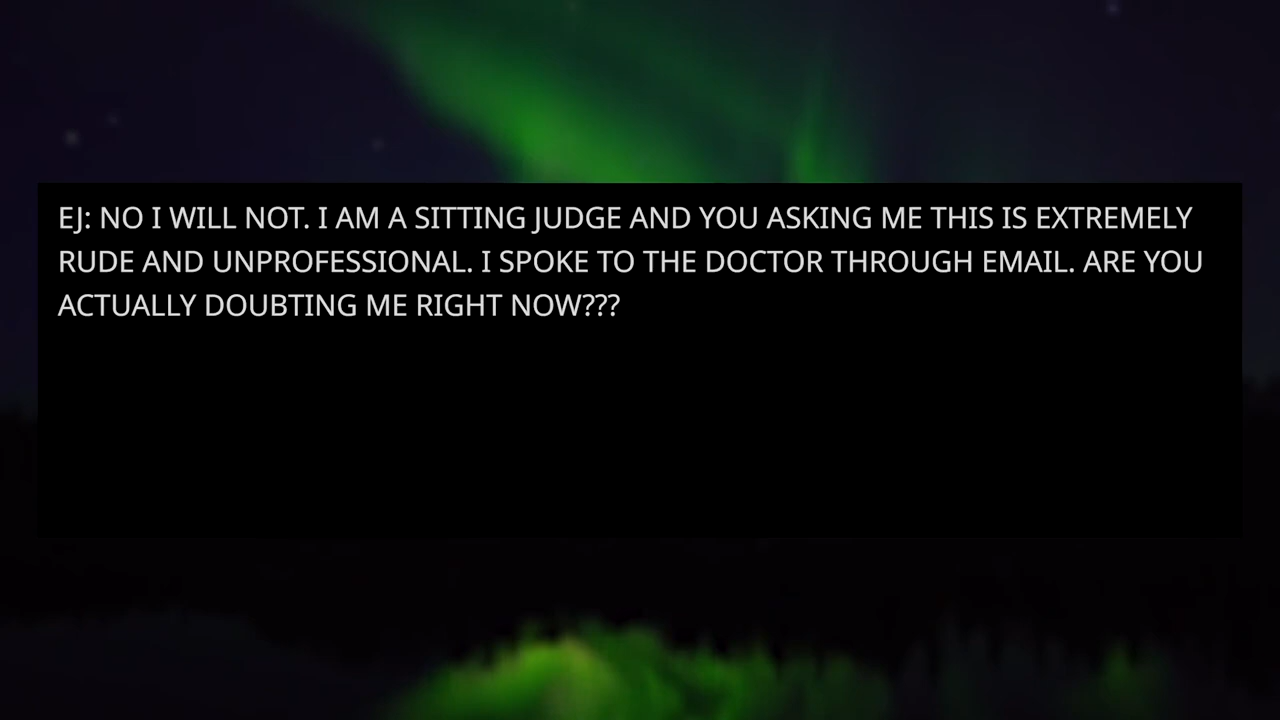 EJ: NO I WILL NOT. I AM A SITTING JUDGE AND YOU ASKING ME THIS IS EXTREMELY
RUDE AND UNPROFESSIONAL. I SPOKE TO THE DOCTOR THROUGH EMAIL. ARE YOU
ACTUALLY DOUBTING ME RIGHT NOW???